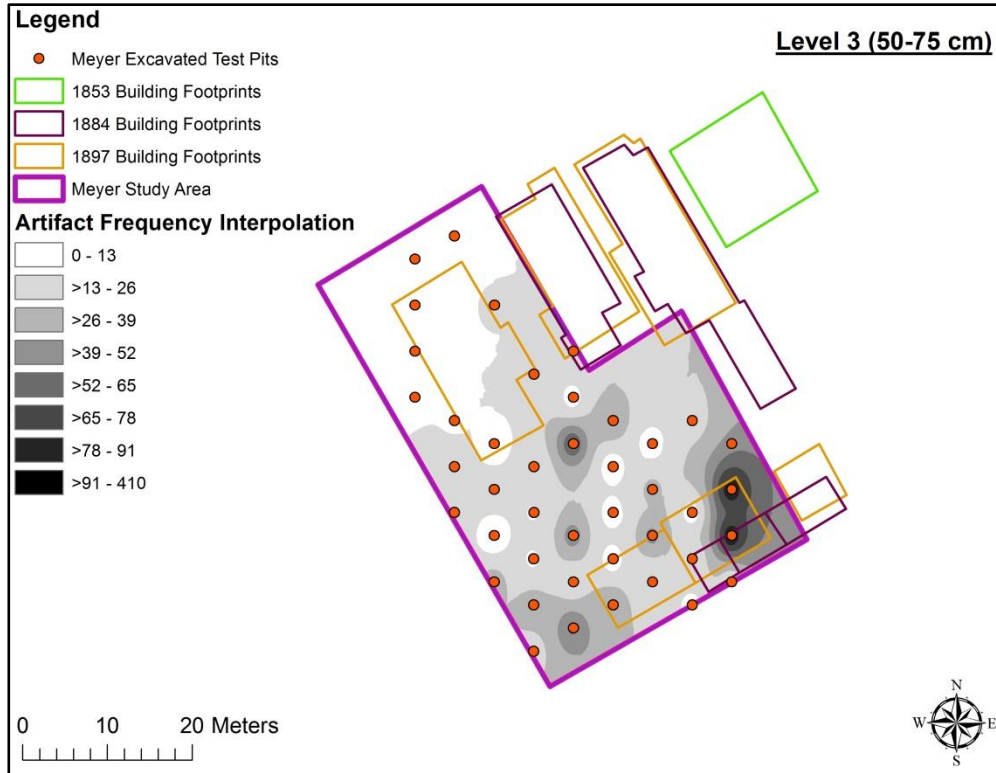 Legend
Level 3 (50-75 cm)
Meyer Excavated Test Pits
1853 Building Footprints
1884 Building Footprints
1897 Building Footprints
Meyer Study Area
Artifact Frequency Interpolation
0 - 13
>13 - 26
>26 - 39
>39 - 52
>52 - 65
>65 - 78
>78 - 91
>91 - 410
0 10 20 Meters
N
W E
S